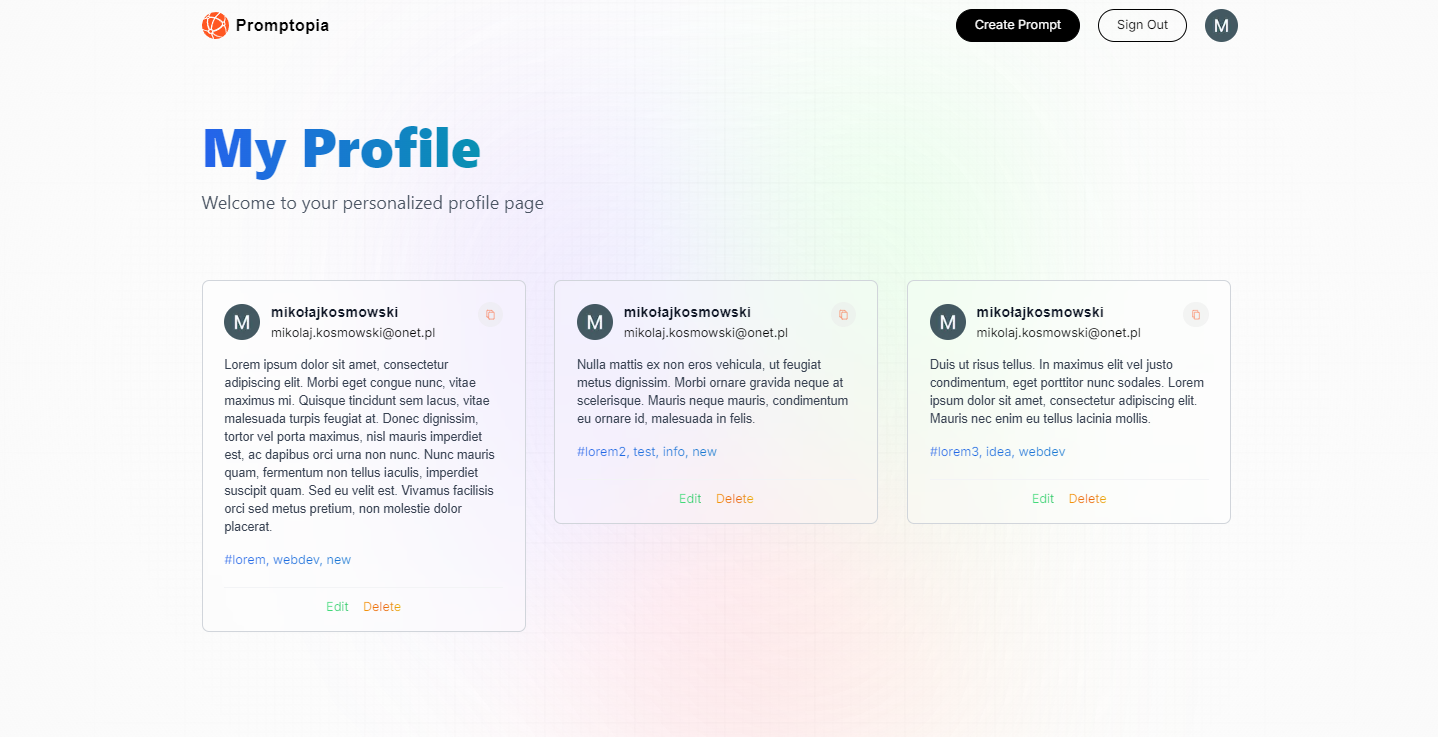 Promptopia
Create Prompt
Sign Out
M
My Profile
Welcome to your personalized profile page
M
mikołajkosmowski
mikolaj.kosmowski@onet.pl
Lorem ipsum dolor sit amet, consectetur
adipiscing elit. Morbi eget congue nunc, vitae
maximus mi. Quisque tincidunt sem lacus, vitae
malesuada turpis feugiat at. Donec dignissim,
tortor vel porta maximus, nisl mauris imperdiet
est, ac dapibus orci urna non nunc. Nunc mauris
quam, fermentum non tellus iaculis, imperdiet
suscipit quam. Sed eu velit est. Vivamus facilisis
orci sed metus pretium, non molestie dolor
placerat.
#lorem, webdev, new
Edit
Delete
M
mikołajkosmowski
mikolaj.kosmowski@onet.pl
Nulla mattis ex non eros vehicula, ut feugiat
metus dignissim. Morbi ornare gravida neque at
scelerisque. Mauris neque mauris, condimentum
eu ornare id, malesuada in felis.
#lorem2, test, info, new
Edit
Delete
M
mikołajkosmowski
mikolaj.kosmowski@onet.pl
Duis ut risus tellus. In maximus elit vel justo
condimentum, eget porttitor nunc sodales. Lorem
ipsum dolor sit amet, consectetur adipiscing elit.
Mauris nec enim eu tellus lacinia mollis.
#lorem3, idea, webdev
Edit
Delete